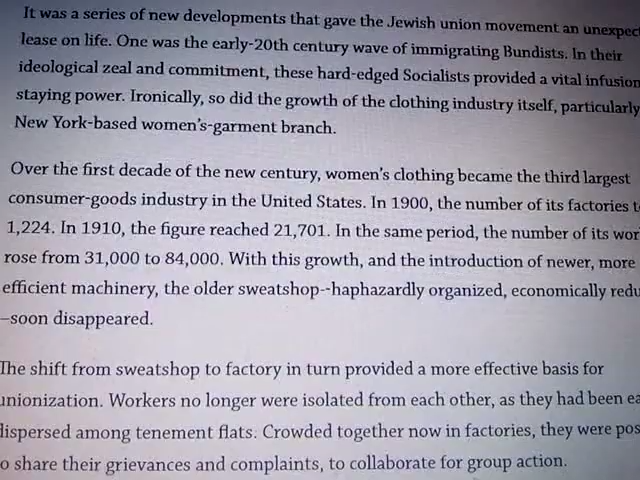 It was a series of new developments that gave the Jewish union movement an
lease on life. One was the early-20th century wave of immigrating Bundists. In their
ideological zeal and commitment, these hard-edged Socialists provided a vital infusion
staying power. Ironically, so did the growth of the clothing industry itself, particularly
New York-based women's-garment branch.
Over the first decade of the new century, women's clothing became the third largest
consumer-goods industry in the United States. In 1900, the number of its factories
1,224. In 1910, the figure reached 21,701. In the same period, the number of its
rose from 31,000 to 84,000. With this growth, and the introduction of newer, more
efficient machinery, the older sweatshop--haphazardly organized, economically
–soon disappeared.
The shift from sweatshop to factory in turn provided a more effective basis for
unionization. Workers no longer were isolated from each other, as they had been
dispersed among tenement flats. Crowded together now in factories, they were
to share their grievances and complaints, to collaborate for group action.